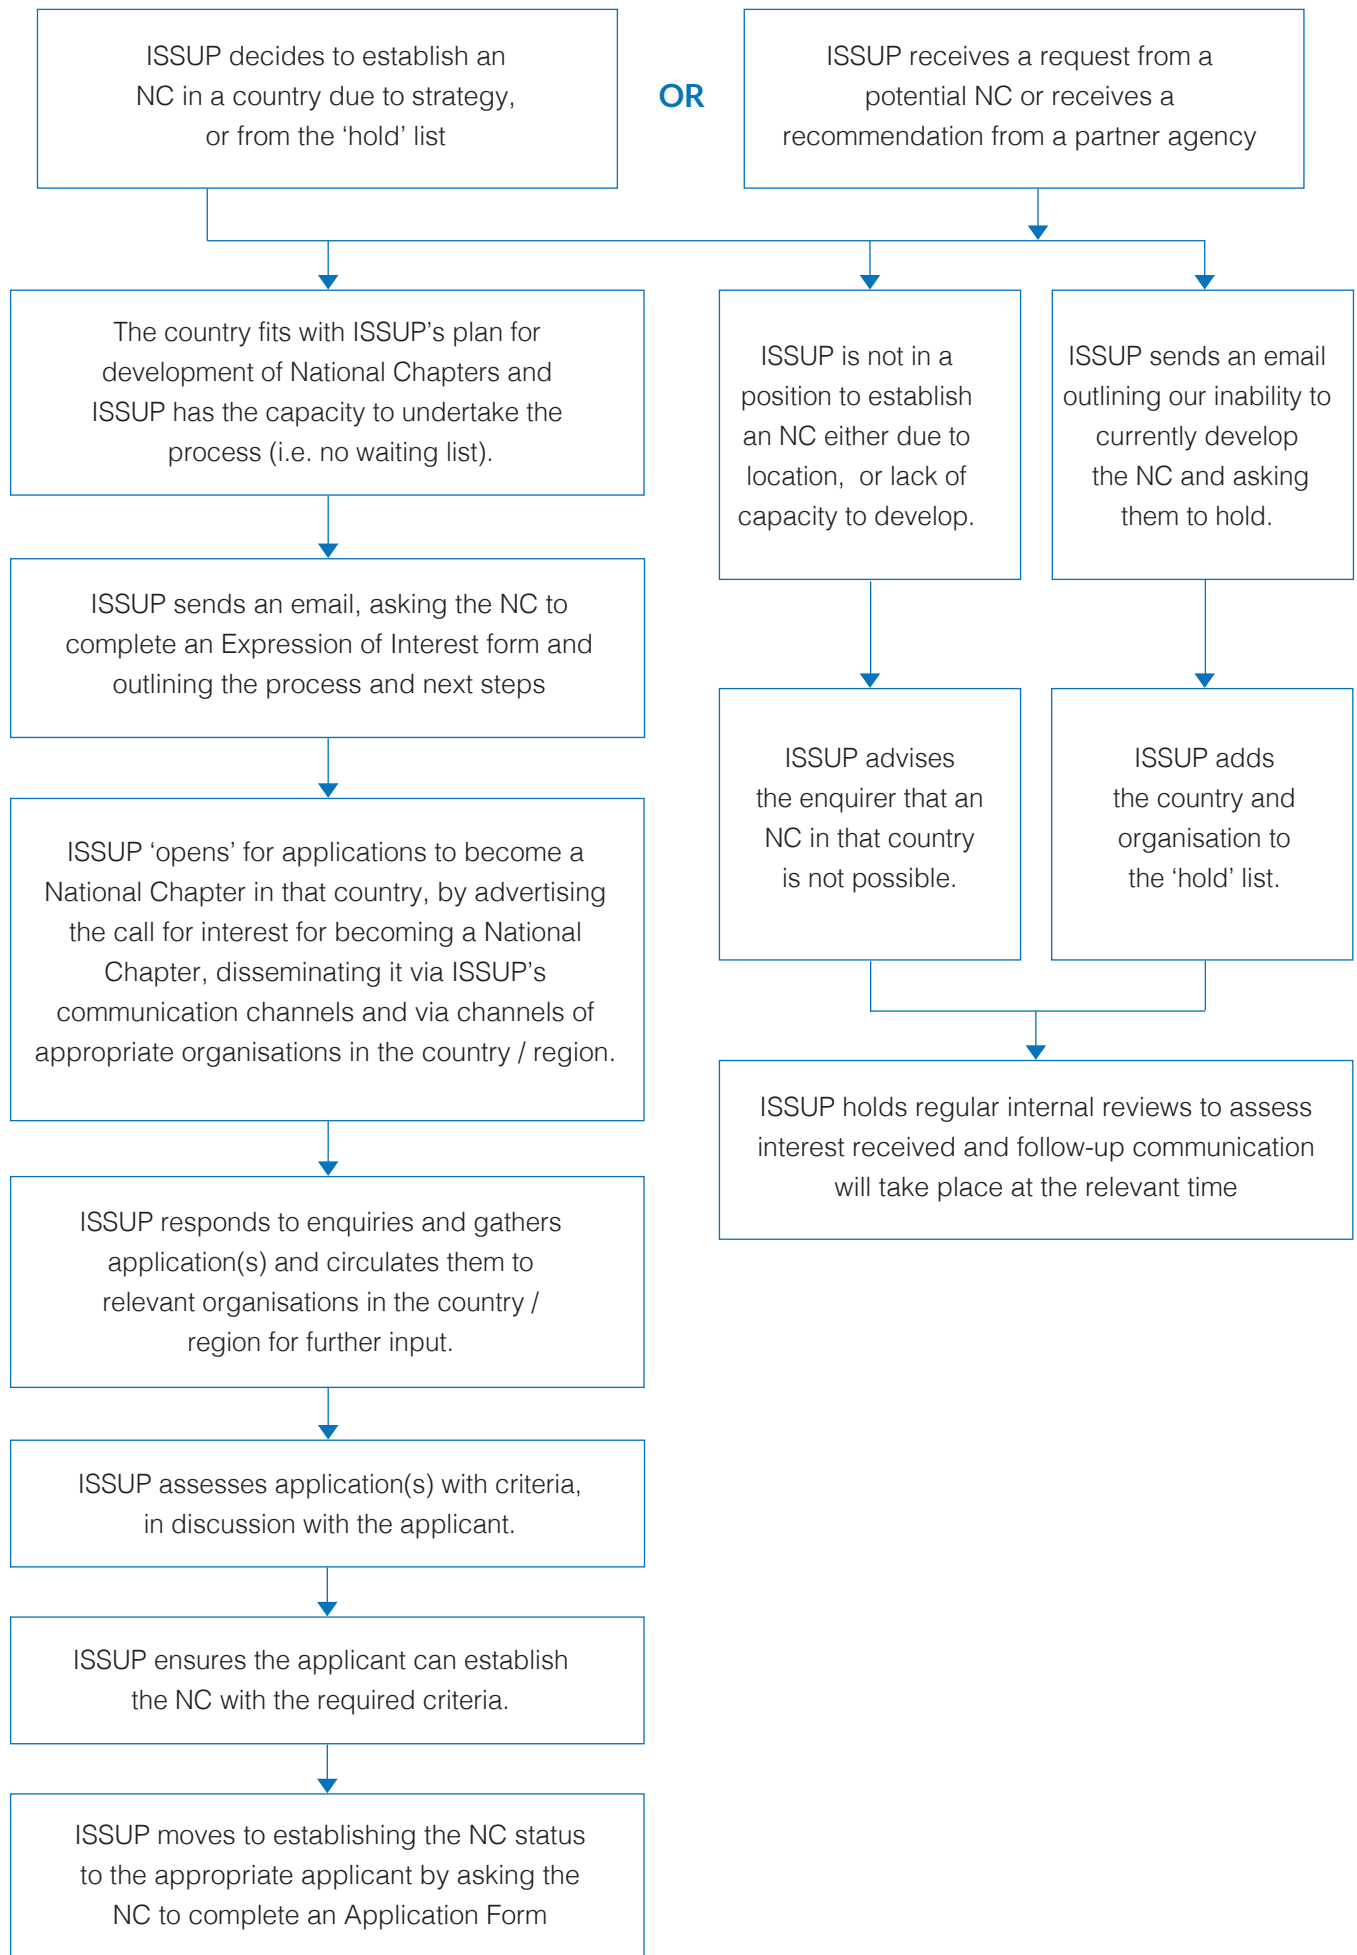 ISSUP decides to establish an
NC in a country due to strategy,
or from the ‘hold’ list
OR
ISSUP receives a request from a
potential NC or receives a
recommendation from a partner agency
The country fits with ISSUP’s plan for
development of National Chapters and
ISSUP has the capacity to undertake the
process (i.e. no waiting list).
ISSUP is not in a
position to establish
an NC either due to
location,  or lack of
capacity to develop.
ISSUP sends an email
outlining our inability to
currently develop
the NC and asking
them to hold.
ISSUP sends an email, asking the NC to
complete an Expression of Interest form and
outlining the process and next steps
ISSUP advises
the enquirer that an
NC in that country
is not possible.
ISSUP adds
the country and
organisation to
the ‘hold’ list.
ISSUP ‘opens’ for applications to become a
National Chapter in that country, by advertising
the call for interest for becoming a National
Chapter, disseminating it via ISSUP’s
communication channels and via channels of
appropriate organisations in the country / region.
ISSUP holds regular internal reviews to assess
interest received and follow-up communication
will take place at the relevant time
ISSUP responds to enquiries and gathers
application(s) and circulates them to
relevant organisations in the country /
region for further input.
ISSUP assesses application(s) with criteria,
in discussion with the applicant.
ISSUP ensures the applicant can establish
the NC with the required criteria.
ISSUP moves to establishing the NC status
to the appropriate applicant by asking the
NC to complete an Application Form